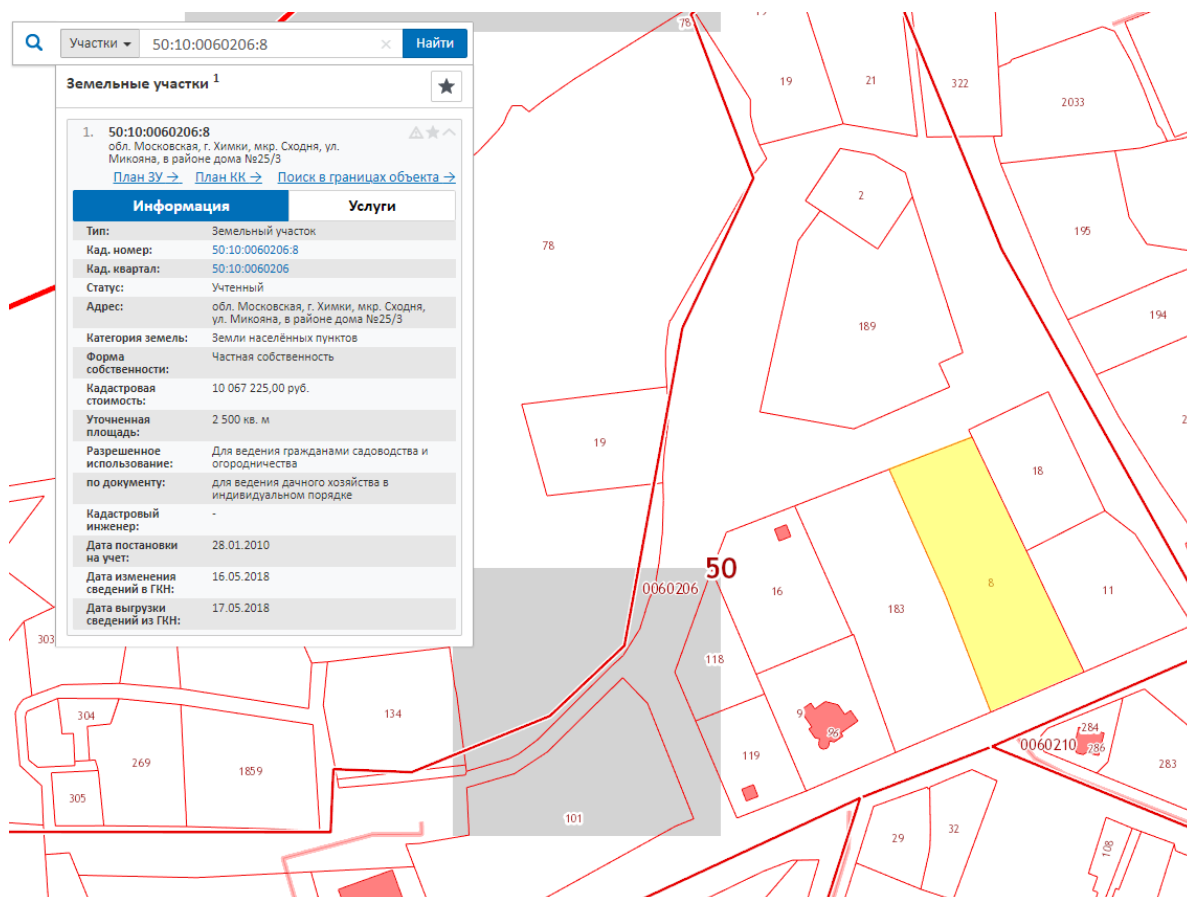 Участки 50:10:0060206:8 × Найти
Земельные участки 1
1. 50:10:0060206:8
обл. Московская, г. Химки, мкр. Сходня, ул.
Микояна, в районе дома №25/3
План ЗУ → План КК → Поиск в границах объекта →
Информация Услуги
Тип: Земельный участок
Кад. номер: 50:10:0060206:8
Кад. квартал: 50:10:0060206
Статус: Учтенный
Адрес: обл. Московская, г. Химки, мкр. Сходня,
ул. Микояна, в районе дома №25/3
Категория земель: Земли населённых пунктов
Форма
собственности: Частная собственность
Кадастровая
стоимость: 10 067 225,00 руб.
Уточненная
площадь: 2 500 кв. м
Разрешенное
использование: Для ведения гражданами садоводства и
огородничества
по документу: для ведения дачного хозяйства в
индивидуальном порядке
Кадастровый
инженер: -
Дата постановки
на учет: 28.01.2010
Дата изменения
сведений в ГКН: 16.05.2018
Дата выгрузки
сведений из ГКН: 17.05.2018
78
19
21
322
2033
2
78
195
189
194
19
18
50
0060206
16
8
11
183
303
118
304
134
9
96
284
286
0060210
283
269
1859
119
305
101
29
32
108